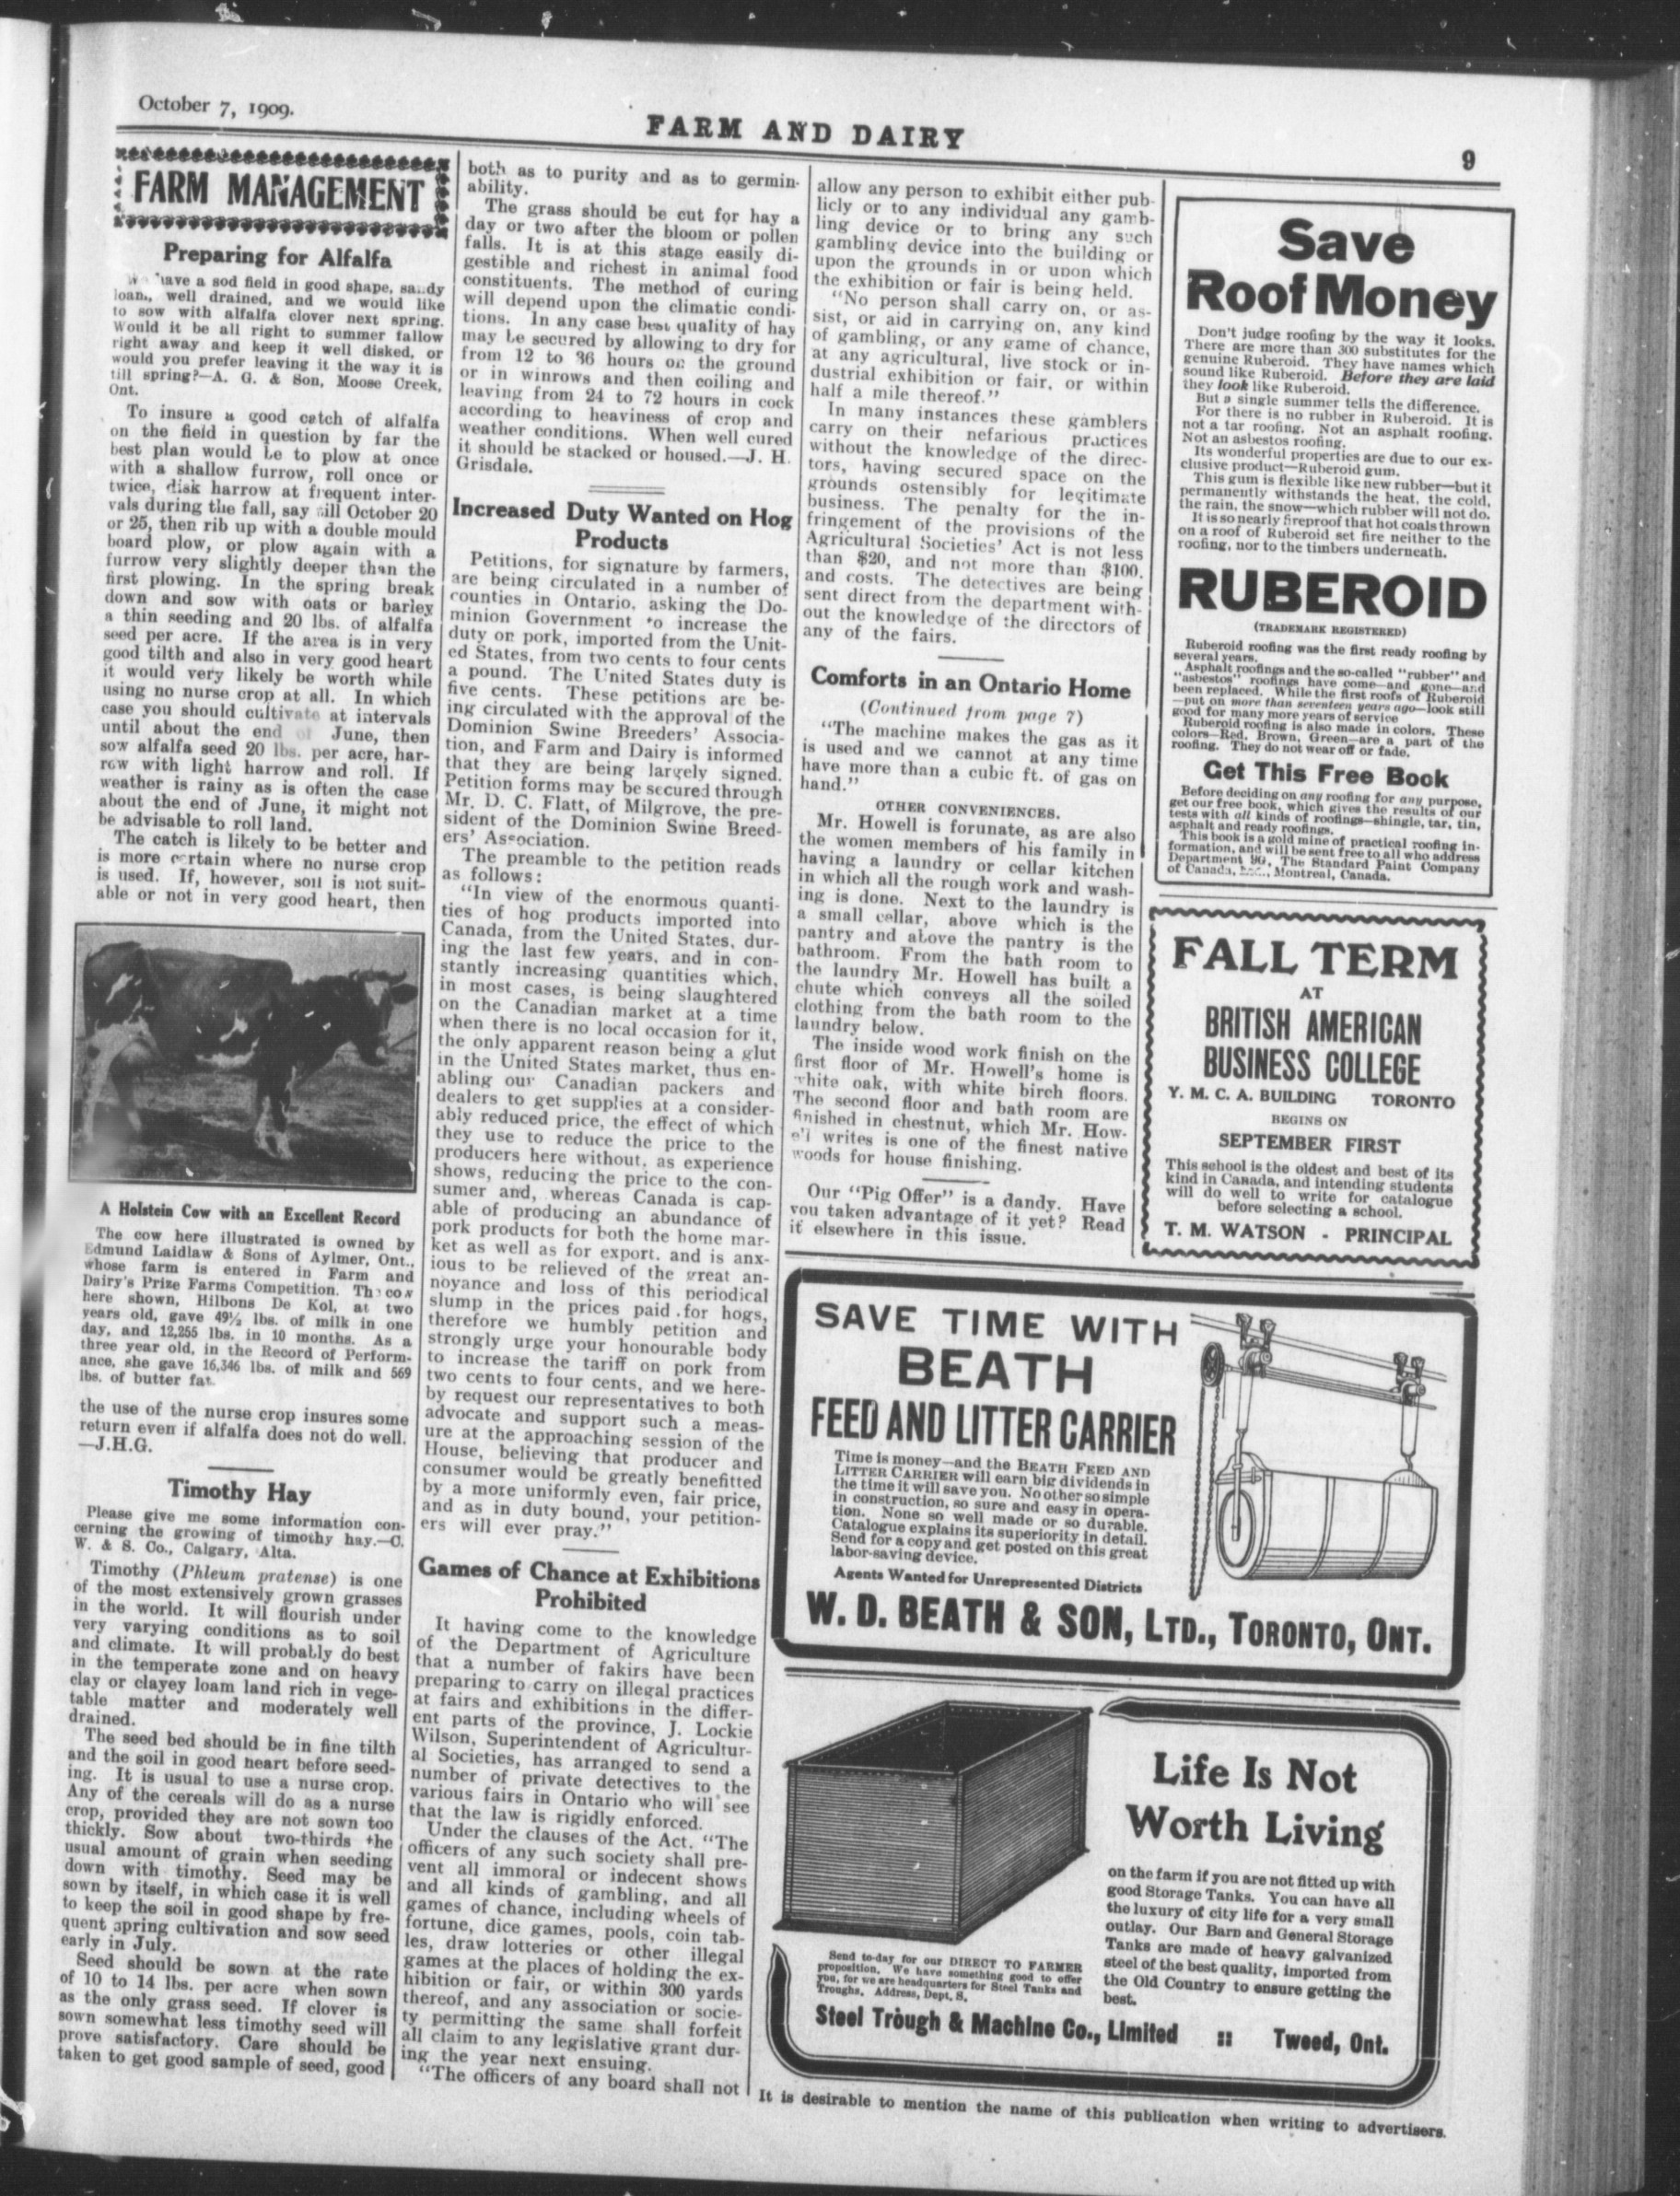 October 7, 1909.
FARM AND DAIRY
9
FARM MANAGEMENT
Preparing for Alfalfa
We have a sod field in good shape, sandy
loam, well drained, and we would like
to sow with alfalfa clover next spring.
Would it be all right to summer fallow
right away and keep it well disked, or
would you prefer leaving it the way it is
till spring?—A. G. & Son, Moose Creek,
Ont.
To insure a good catch of alfalfa
on the field in question by far the
best plan would be to plow at once
with a shallow furrow, roll once or
twice, disk harrow at frequent inter-
vals during the fall, say till October 20
or 25, then rib up with a double mould
board plow, or plow again with a
furrow very slightly deeper than the
first plowing. In the spring break
down and sow with oats or barley
a thin seeding and 20 lbs. of alfalfa
seed per acre. If the area is in very
good tilth and also in very good heart
it would very likely be worth while
using no nurse crop at all. In which
case you should cultivate at intervals
until about the end of June, then
sow alfalfa seed 20 lbs. per acre, har-
row with light harrow and roll. If
weather is rainy as is often the case
about the end of June, it might not
be advisable to roll land.
The catch is likely to be better and
is more certain where no nurse crop
is used. If, however, soil is not suit-
able or not in very good heart, then
A Holstein Cow with an Excellent Record
The cow here illustrated is owned by
Edmund Laidlaw & Sons of Aylmer, Ont.,
whose farm is entered in Farm and
Dairy's Prize Farms Competition. The cow
here shown, Hilbons De Kol, at two
years old, gave 49½ lbs. of milk in one
day, and 12,255 lbs. in 10 months. As a
three year old, in the Record of Perform-
ance, she gave 16,346 lbs. of milk and 569
lbs. of butter fat.
the use of the nurse crop insures some
return even if alfalfa does not do well.
—J.H.G.
Timothy Hay
Please give me some information con-
cerning the growing of timothy hay.—C.
W. & S. Co., Calgary, Alta.
Timothy (Phleum pratense) is one
of the most extensively grown grasses
in the world. It will flourish under
very varying conditions as to soil
and climate. It will probably do best
in the temperate zone and on heavy
clay or clayey loam land rich in vege-
table matter and moderately well
drained.
The seed bed should be in fine tilth
and the soil in good heart before seed-
ing. It is usual to use a nurse crop.
Any of the cereals will do as a nurse
crop, provided they are not sown too
thickly. Sow about two-thirds the
usual amount of grain when seeding
down with timothy. Seed may be
sown by itself, in which case it is well
to keep the soil in good shape by fre-
quent spring cultivation and sow seed
early in July.
Seed should be sown at the rate
of 10 to 14 lbs. per acre when sown
as the only grass seed. If clover is
sown somewhat less timothy seed will
prove satisfactory. Care should be
taken to get good sample of seed, good
both as to purity and as to germin-
ability.
The grass should be cut for hay a
day or two after the bloom or pollen
falls. It is at this stage easily di-
gestible and richest in animal food
constituents. The method of curing
will depend upon the climatic condi-
tions. In any case best quality of hay
may be secured by allowing to dry for
from 12 to 36 hours on the ground
or in winrows and then coiling and
leaving from 24 to 72 hours in cock
according to heaviness of crop and
weather conditions. When well cured
it should be stacked or housed.—J. H.
Grisdale.
Increased Duty Wanted on Hog
Products
Petitions, for signature by farmers,
are being circulated in a number of
counties in Ontario, asking the Do-
minion Government to increase the
duty on pork, imported from the Unit-
ed States, from two cents to four cents
a pound. The United States duty is
five cents. These petitions are be-
ing circulated with the approval of the
Dominion Swine Breeders' Associa-
tion, and Farm and Dairy is informed
that they are being largely signed.
Petition forms may be secured through
Mr. D. C. Flatt, of Milgrove, the pre-
sident of the Dominion Swine Breed-
ers' Association.
The preamble to the petition reads
as follows:
"In view of the enormous quanti-
ties of hog products imported into
Canada, from the United States, dur-
ing the last few years, and in con-
stantly increasing quantities which,
in most cases, is being slaughtered
on the Canadian market at a time
when there is no local occasion for it,
the only apparent reason being a glut
in the United States market, thus en-
abling our Canadian packers and
dealers to get supplies at a consider-
ably reduced price, the effect of which
they use to reduce the price to the
producers here without, as experience
shows, reducing the price to the con-
sumer and, whereas Canada is cap-
able of producing an abundance of
pork products for both the home mar-
ket as well as for export, and is anx-
ious to be relieved of the great an-
noyance and loss of this periodical
slump in the prices paid for hogs,
therefore we humbly petition and
strongly urge your honourable body
to increase the tariff on pork from
two cents to four cents, and we here-
by request our representatives to both
advocate and support such a meas-
ure at the approaching session of the
House, believing that producer and
consumer would be greatly benefitted
by a more uniformly even, fair price,
and as in duty bound, your petition-
ers will ever pray."
Games of Chance at Exhibitions
Prohibited
It having come to the knowledge
of the Department of Agriculture
that a number of fakirs have been
preparing to carry on illegal practices
at fairs and exhibitions in the differ-
ent parts of the province, J. Lockie
Wilson, Superintendent of Agricultur-
al Societies, has arranged to send a
number of private detectives to the
various fairs in Ontario who will see
that the law is rigidly enforced.
Under the clauses of the Act. "The
officers of any such society shall pre-
vent all immoral or indecent shows
and all kinds of gambling, and all
games of chance, including wheels of
fortune, dice games, pools, coin tab-
les, draw lotteries or other illegal
games at the places of holding the ex-
hibition or fair, or within 300 yards
thereof, and any association or socie-
ty permitting the same shall forfeit
all claim to any legislative grant dur-
ing the year next ensuing.
"The officers of any board shall not
allow any person to exhibit either pub-
licly or to any individual any gamb-
ling device or to bring any such
gambling device into the building or
upon the grounds in or upon which
the exhibition or fair is being held.
"No person shall carry on, or as-
sist, or aid in carrying on, any kind
of gambling, or any game of chance,
at any agricultural, live stock or in-
dustrial exhibition or fair, or within
half a mile thereof."
In many instances these gamblers
carry on their nefarious practices
without the knowledge of the direc-
tors, having secured space on the
grounds ostensibly for legitimate
business. The penalty for the in-
fringement of the provisions of the
Agricultural Societies' Act is not less
than $20, and not more than $100.
and costs. The detectives are being
sent direct from the department with-
out the knowledge of the directors of
any of the fairs.
Comforts in an Ontario Home
(Continued from page 7)
"The machine makes the gas as it
is used and we cannot at any time
have more than a cubic ft. of gas on
hand."
OTHER CONVENIENCES.
Mr. Howell is forunate, as are also
the women members of his family in
having a laundry or cellar kitchen
in which all the rough work and wash-
ing is done. Next to the laundry is
a small cellar, above which is the
pantry and above the pantry is the
bathroom. From the bath room to
the laundry Mr. Howell has built a
chute which conveys all the soiled
clothing from the bath room to the
laundry below.
The inside wood work finish on the
first floor of Mr. Howell's home is
white oak, with white birch floors.
The second floor and bath room are
finished in chestnut, which Mr. How-
ell writes is one of the finest native
woods for house finishing.
Our "Pig Offer" is a dandy. Have
you taken advantage of it yet? Read
it elsewhere in this issue.
Save
Roof Money
Don't judge roofing by the way it looks.
There are more than 300 substitutes for the
genuine Ruberoid. They have names which
sound like Ruberoid. Before they are laid
they look like Ruberoid.
But a single summer tells the difference.
For there is no rubber in Ruberoid. It is
not a tar roofing. Not an asphalt roofing.
Not an asbestos roofing.
Its wonderful properties are due to our ex-
clusive product—Ruberoid gum.
This gum is flexible like new rubber—but it
permanently withstands the heat, the cold,
the rain, the snow—which rubber will not do.
It is so nearly fireproof that hot coals thrown
on a roof of Ruberoid set fire neither to the
roofing, nor to the timbers underneath.
RUBEROID
(TRADEMARK REGISTERED)
Ruberoid roofing was the first ready roofing by
several years.
Asphalt roofings and the so-called "rubber" and
"asbestos" roofings have come—and gone—and
been replaced. While the first roofs of Ruberoid
—put on more than seventeen years ago—look still
good for many more years of service
Ruberoid roofing is also made in colors. These
colors—Red, Brown, Green—are a part of the
roofing. They do not wear off or fade.
Get This Free Book
Before deciding on any roofing for any purpose,
get our free book, which gives the results of our
tests with all kinds of roofings—shingle, tar, tin,
asphalt and ready roofings.
This book is a gold mine of practical roofing in-
formation, and will be sent free to all who address
Department 9G, The Standard Paint Company
of Canada, Montreal, Canada.
FALL TERM
AT
BRITISH AMERICAN
BUSINESS COLLEGE
Y. M. C. A. BUILDING TORONTO
BEGINS ON
SEPTEMBER FIRST
This school is the oldest and best of its
kind in Canada, and intending students
will do well to write for catalogue
before selecting a school.
T. M. WATSON - PRINCIPAL
SAVE TIME WITH
BEATH
FEED AND LITTER CARRIER
Time is money—and the BEATH FEED AND
LITTER CARRIER will earn big dividends in
the time it will save you. No other so simple
in construction, so sure and easy in opera-
tion. None so well made or so durable.
Catalogue explains its superiority in detail.
Send for a copy and get posted on this great
labor-saving device.
Agents Wanted for Unrepresented Districts
W. D. BEATH & SON, LTD., TORONTO, ONT.
Life Is Not
Worth Living
on the farm if you are not fitted up with
good Storage Tanks. You can have all
the luxury of city life for a very small
outlay. Our Barn and General Storage
Tanks are made of heavy galvanized
steel of the best quality, imported from
the Old Country to ensure getting the
best.
Send to-day for our DIRECT TO FARMER
proposition. We have something good to offer
you, for we are headquarters for Steel Tanks and
Troughs. Address, Dept. S.
Steel Trough & Machine Co., Limited :: Tweed, Ont.
It is desirable to mention the name of this publication when writing to advertisers.